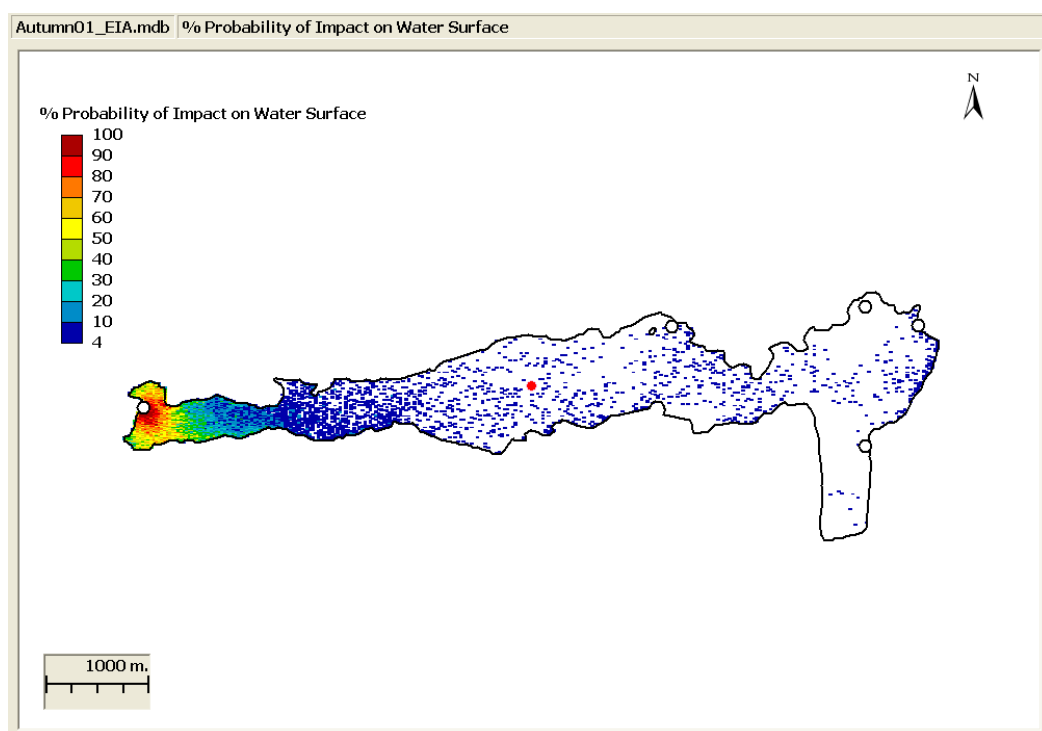 Autumn01_EIA.mdb % Probability of Impact on Water Surface
N
% Probability of Impact on Water Surface
100
90
80
70
60
50
40
30
20
10
4
1000 m.